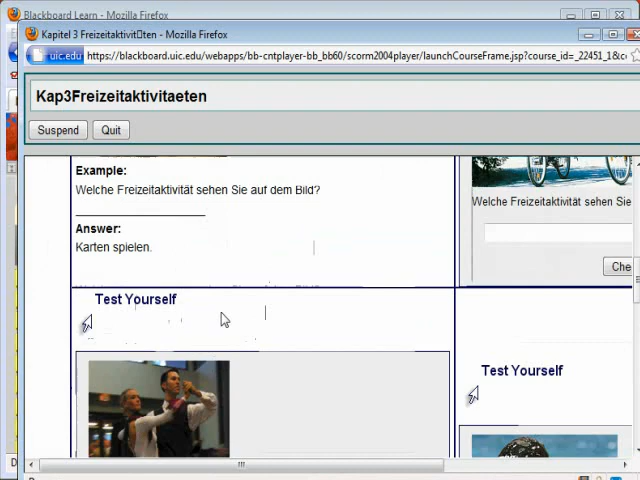 Blackboard Learn - Mozilla Firefox
Kapitel 3 Freizeitaktivit□ten - Mozilla Firefox
uic.edu https://blackboard.uic.edu/webapps/bb-cntplayer-bb_bb60/scorm2004player/launchCourseFrame.jsp?course_id=_22451_1&c
Kap3Freizeitaktivitaeten
Suspend Quit
Example:
Welche Freizeitaktivität sehen Sie auf dem Bild?
Answer:
Karten spielen.
Welche Freizeitaktivität sehen Sie
Che
Test Yourself
Test Yourself